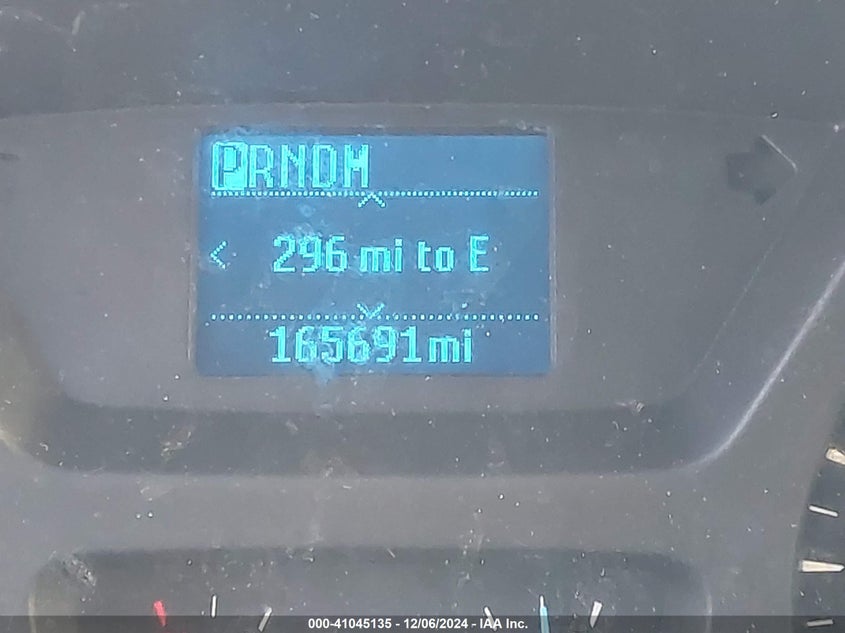 PRNDM
< 296 mi to E
165691mi
000-41045135 - 12/06/2024 - IAA Inc.